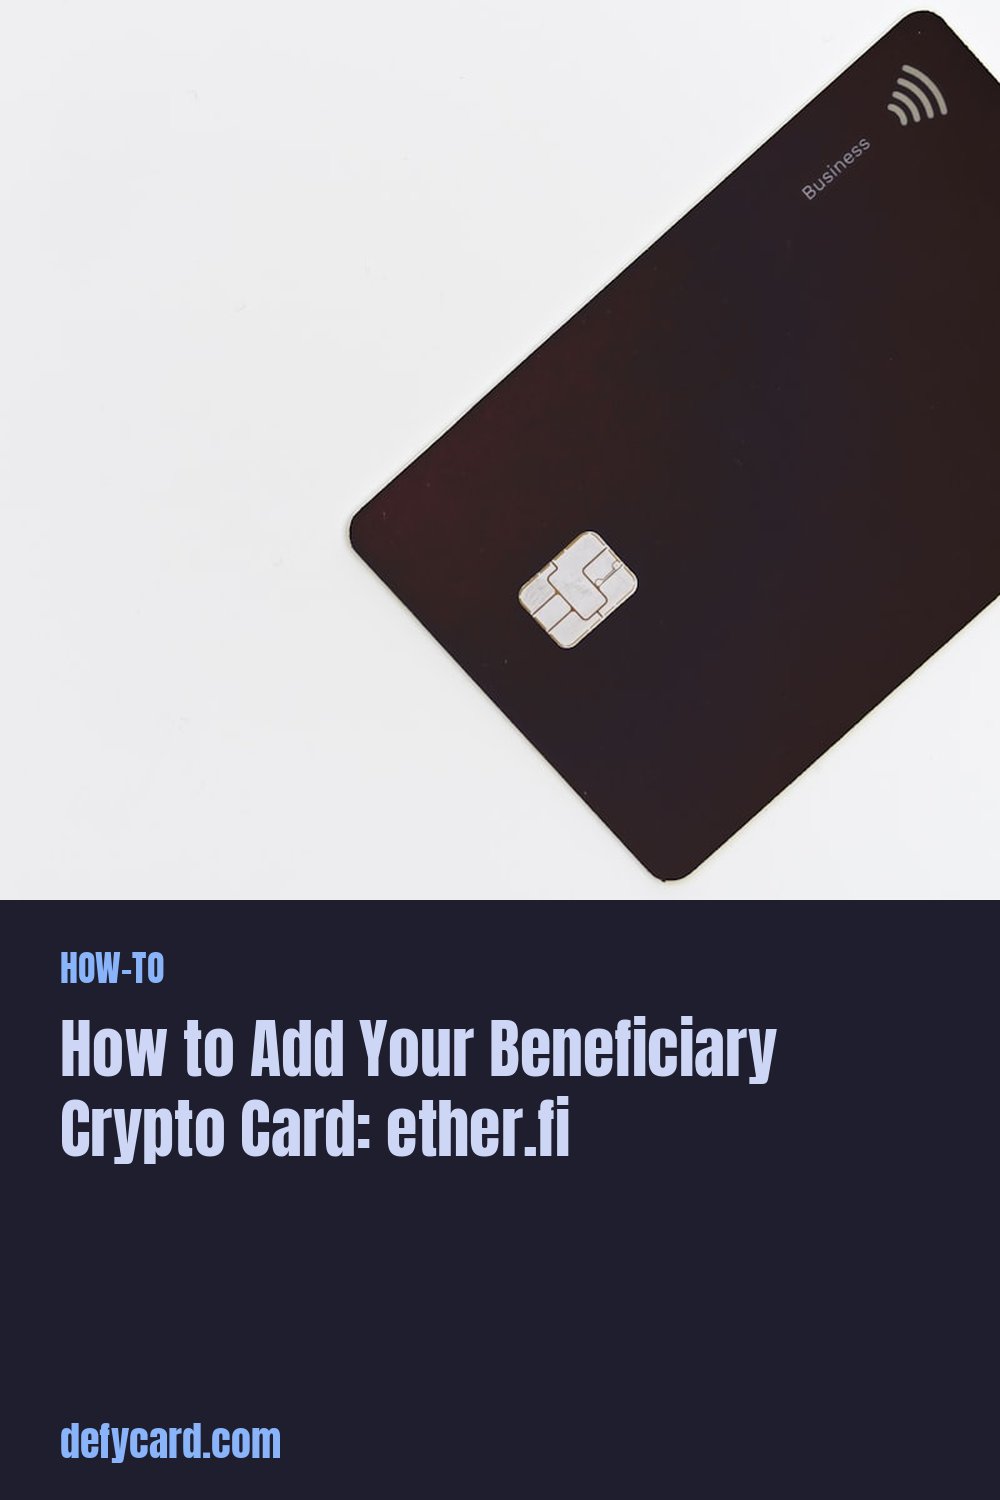 Business
HOW-TO
How to Add Your Beneficiary
Crypto Card: ether.fi
defycard.com